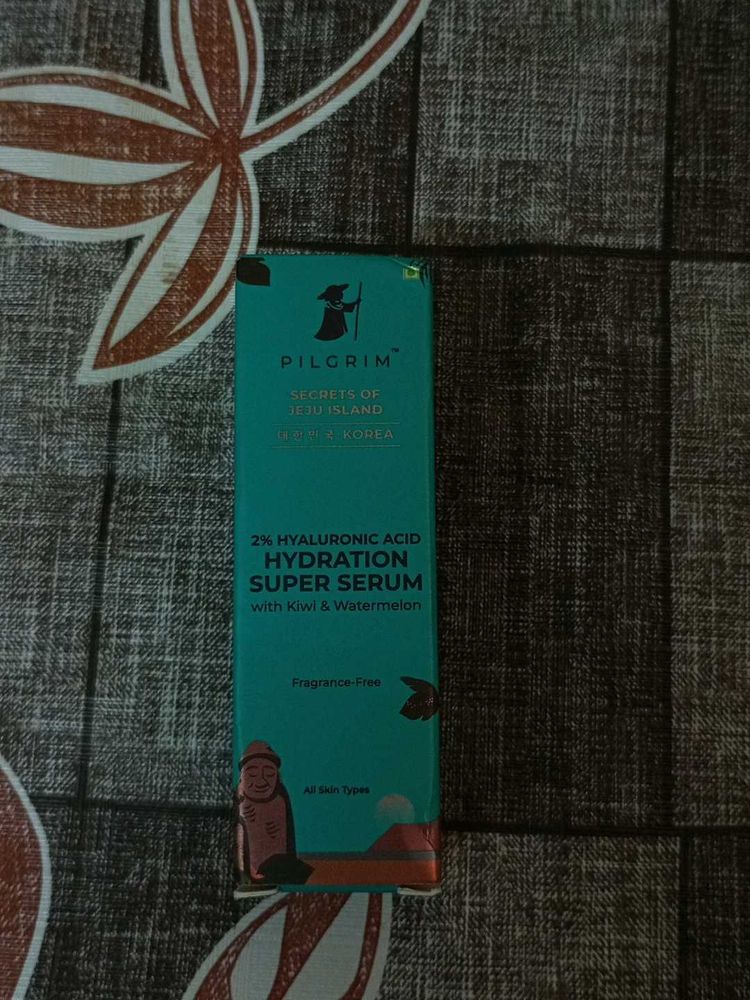 PILGRIM™
SECRETS OF
JEJU ISLAND
대한민국 KOREA
2% HYALURONIC ACID
HYDRATION
SUPER SERUM
with Kiwi & Watermelon
Fragrance-Free
All Skin Types